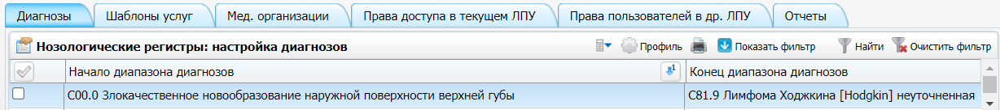 Диагнозы Шаблоны услуг Мед. организации Права доступа в текущем ЛПУ Права пользователей в др. ЛПУ Отчеты
Нозологические регистры: настройка диагнозов Профиль Показать фильтр Найти Очистить фильтр
Начало диапазона диагнозов 1 Конец диапазона диагнозов
C00.0 Злокачественное новообразование наружной поверхности верхней губы C81.9 Лимфома Ходжкина [Hodgkin] неуточненная